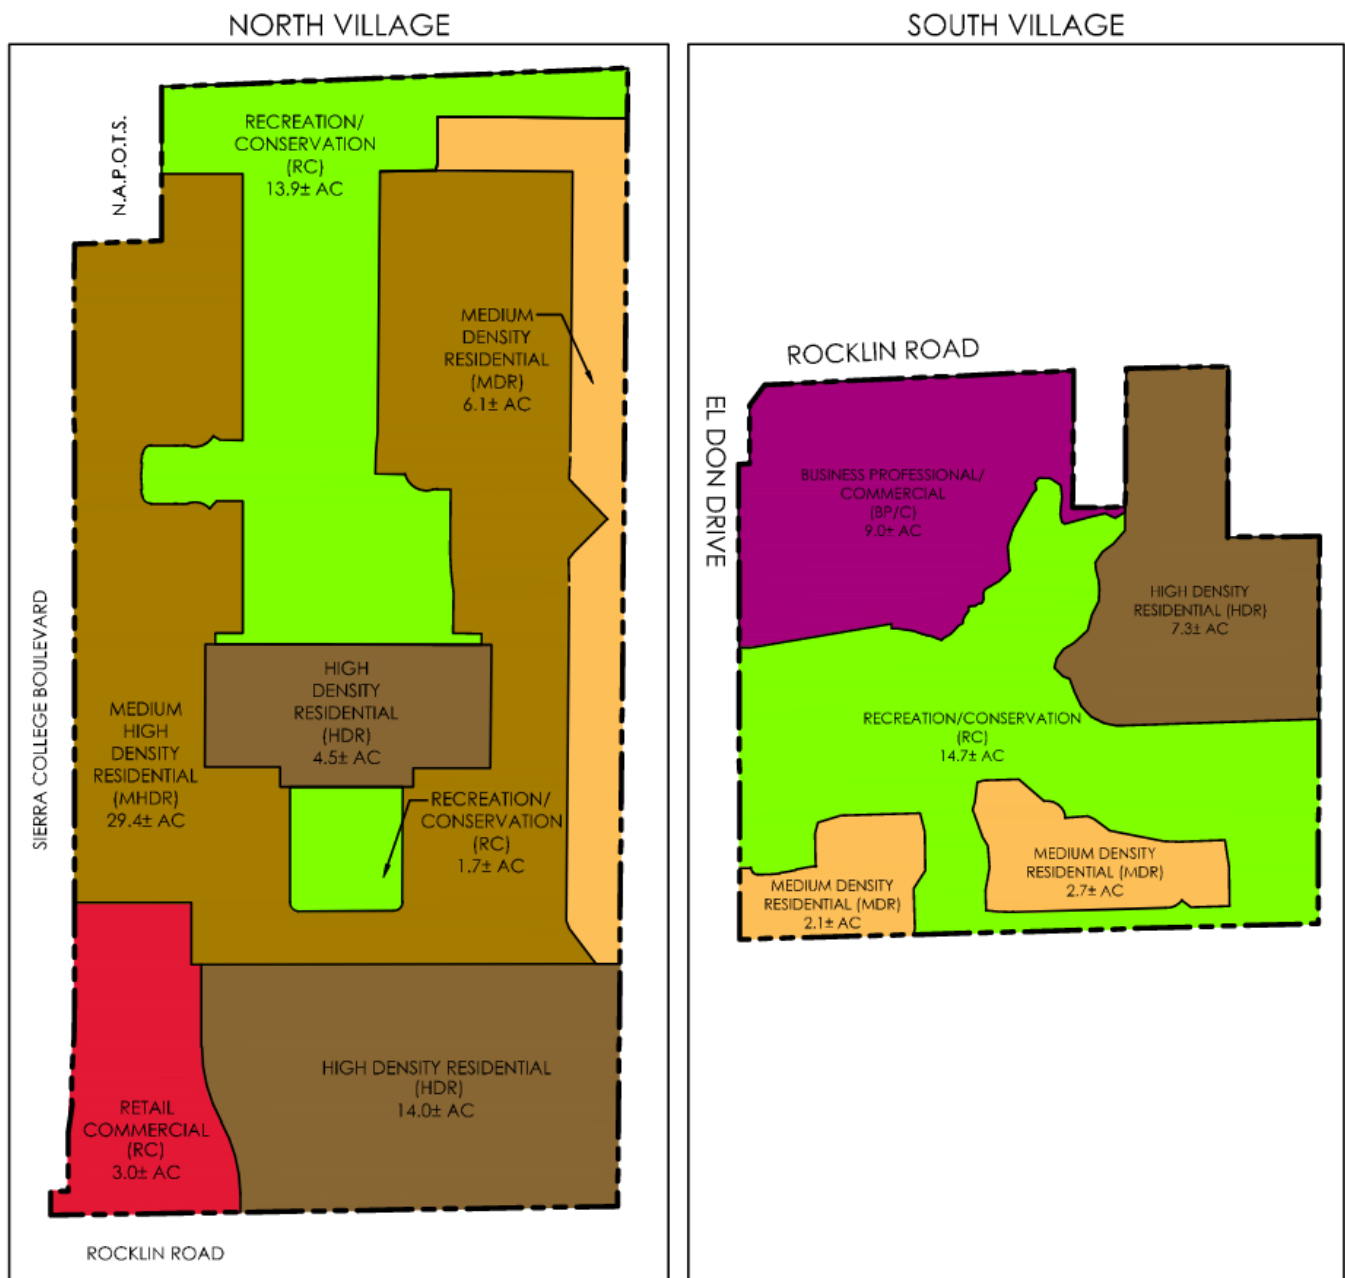 NORTH VILLAGE
SOUTH VILLAGE
N.A.P.O.T.S.
RECREATION/
CONSERVATION
(RC)
13.9± AC
MEDIUM
DENSITY
RESIDENTIAL
(MDR)
6.1± AC
SIERRA COLLEGE BOULEVARD
MEDIUM
HIGH
DENSITY
RESIDENTIAL
(MHDR)
29.4± AC
HIGH
DENSITY
RESIDENTIAL
(HDR)
4.5± AC
RECREATION/
CONSERVATION
(RC)
1.7± AC
RETAIL
COMMERCIAL
(RC)
3.0± AC
HIGH DENSITY RESIDENTIAL
(HDR)
14.0± AC
ROCKLIN ROAD
ROCKLIN ROAD
EL DON DRIVE
BUSINESS PROFESSIONAL/
COMMERCIAL
(BP/C)
9.0± AC
HIGH DENSITY
RESIDENTIAL (HDR)
7.3± AC
RECREATION/CONSERVATION
(RC)
14.7± AC
MEDIUM DENSITY
RESIDENTIAL (MDR)
2.7± AC
MEDIUM DENSITY
RESIDENTIAL (MDR)
2.1± AC